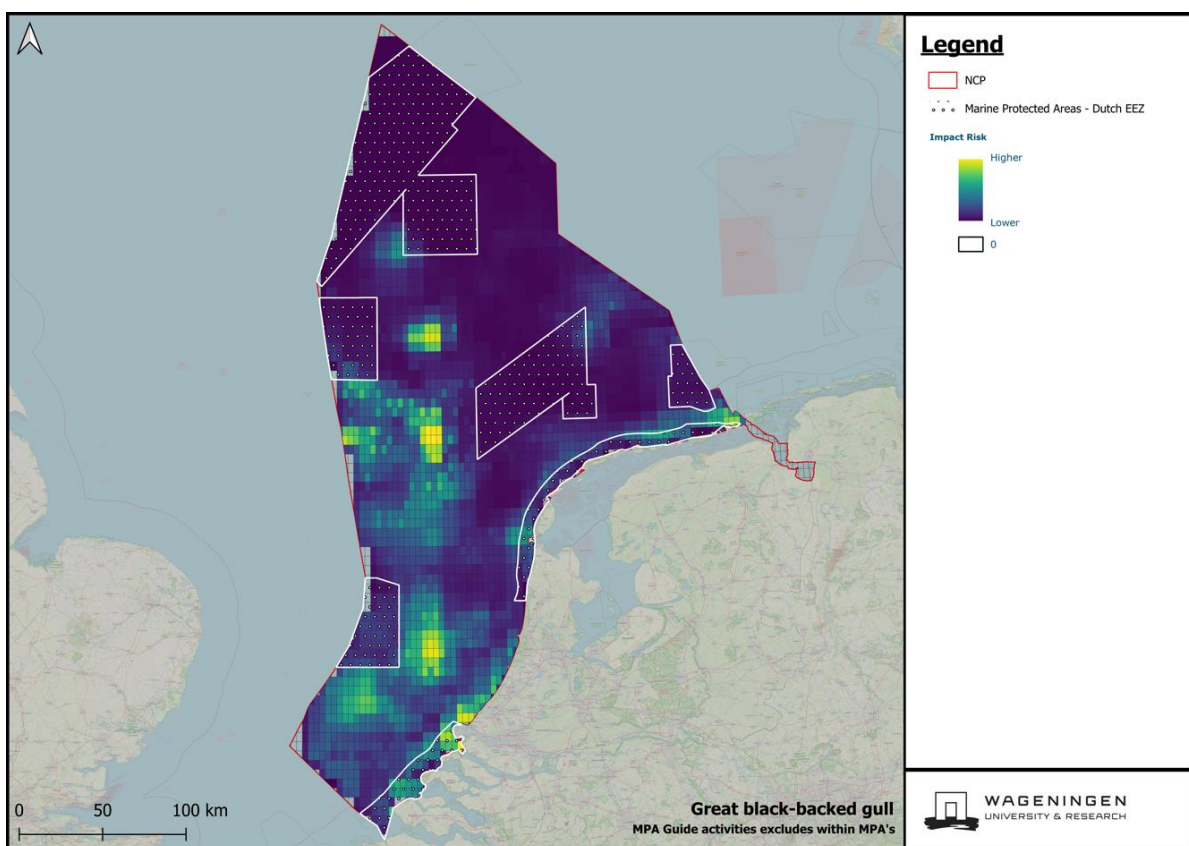 Legend
NCP
Marine Protected Areas - Dutch EEZ
Impact Risk
Higher
Lower
0
0 50 100 km
Great black-backed gull
MPA Guide activities excludes within MPA's
WAGENINGEN
UNIVERSITY & RESEARCH